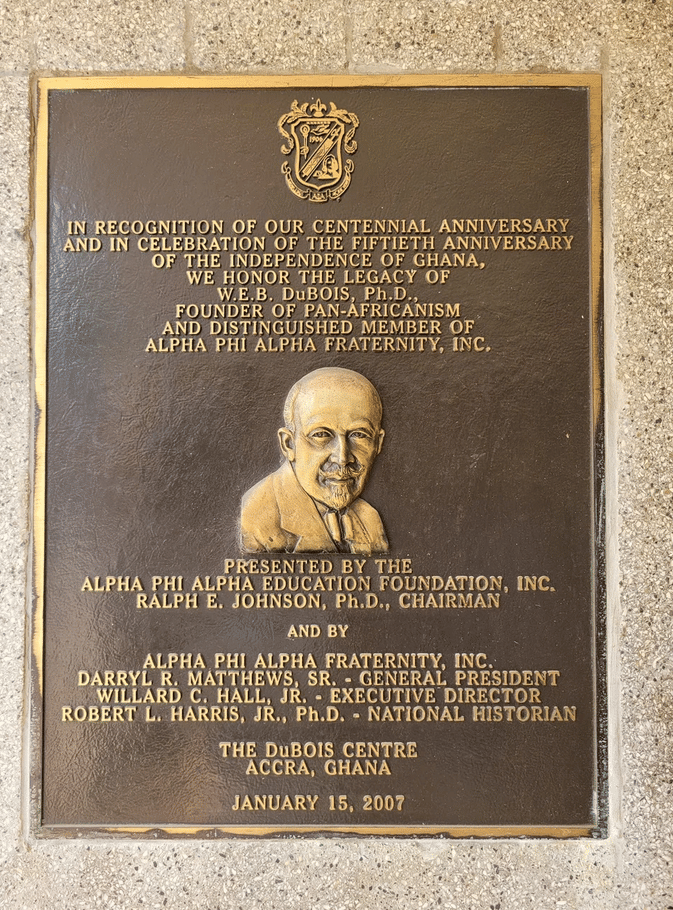 1906
IN RECOGNITION OF OUR CENTENNIAL ANNIVERSARY
AND IN CELEBRATION OF THE FIFTIETH ANNIVERSARY
OF THE INDEPENDENCE OF GHANA,
WE HONOR THE LEGACY OF
W.E.B. DuBOIS, Ph.D.,
FOUNDER OF PAN-AFRICANISM
AND DISTINGUISHED MEMBER OF
ALPHA PHI ALPHA FRATERNITY, INC.
PRESENTED BY THE
ALPHA PHI ALPHA EDUCATION FOUNDATION, INC.
RALPH E. JOHNSON, Ph.D., CHAIRMAN
AND BY
ALPHA PHI ALPHA FRATERNITY, INC.
DARRYL R. MATTHEWS, SR. - GENERAL PRESIDENT
WILLARD C. HALL, JR. - EXECUTIVE DIRECTOR
ROBERT L. HARRIS, JR., Ph.D. - NATIONAL HISTORIAN
THE DuBOIS CENTRE
ACCRA, GHANA
JANUARY 15, 2007